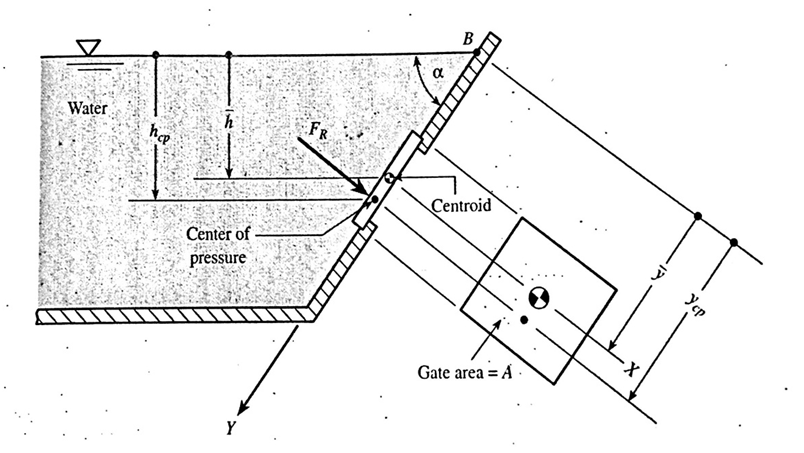 B
α
Water
h̄
h_cp
F_R
Centroid
Center of
pressure
ȳ
y_cp
X
Gate area = A
Y